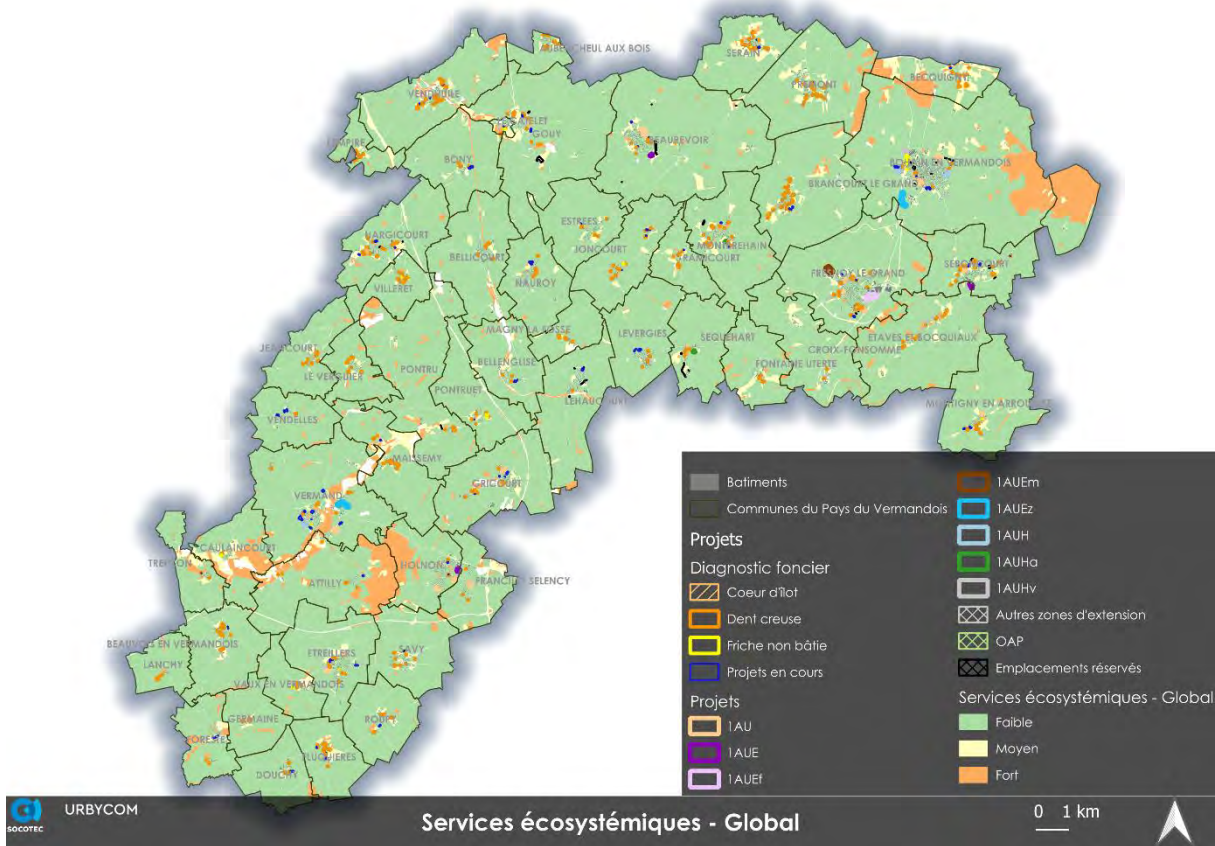 AUBENCHEUL AUX BOIS
SERAIN
BECQUIGNY
PREMONT
VENDHUILE
LE CATELET
GOUY
BEAUREVOIR
LEMPIRE
BONY
BOHAIN EN VERMANDOIS
BRANCOURT LE GRAND
ESTREES
HARGICOURT
BELLICOURT
JONCOURT
MONTBREHAIN
RAMICOURT
FRESNOY LE GRAND
SEBONCOURT
VILLERET
NAUROY
MAGNY LA FOSSE
LEVERGIES
SEQUEHART
ETAVES ET BOCQUIAUX
JEANCOURT
CROIX-FONSOMME
LE VERGUIER
PONTRU
BELLENGLISE
FONTAINE UTERTE
PONTRUET
LEHAUCOURT
VENDELLES
MONTIGNY EN ARROUAISE
MAISSEMY
GRICOURT
VERMAND
CAULAINCOURT
TREFCON
HOLNON
ATTILLY
FRANCILLY SELENCY
BEAUVOIS EN VERMANDOIS
ETREILLERS
SAVY
LANCHY
VAUX EN VERMANDOIS
GERMAINE
ROUPY
FORESTE
FLUQUIERES
DOUCHY
Batiments
Communes du Pays du Vermandois
Projets
Diagnostic foncier
Coeur d'îlot
Dent creuse
Friche non bâtie
Projets en cours
Projets
1AU
1AUE
1AUEf
1AUEm
1AUEz
1AUH
1AUHa
1AUHv
Autres zones d'extension
OAP
Emplacements réservés
Services écosystémiques - Global
Faible
Moyen
Fort
SOCOTEC
URBYCOM
Services écosystémiques - Global
0 1 km